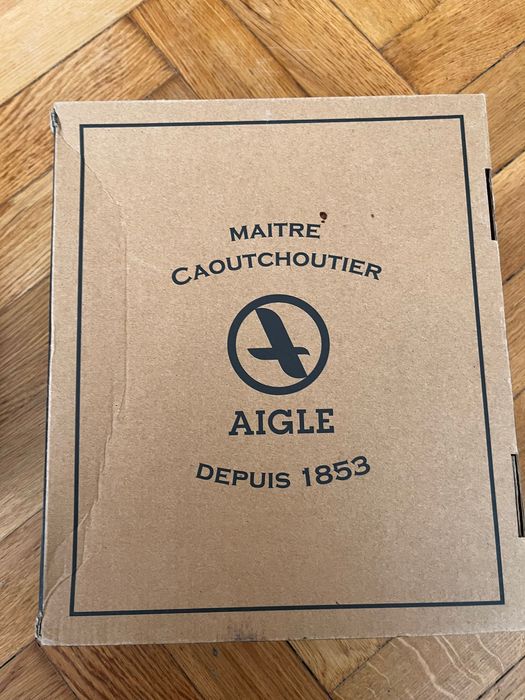 MAITRE
CAOUTCHOUTIER
AIGLE
DEPUIS 1853